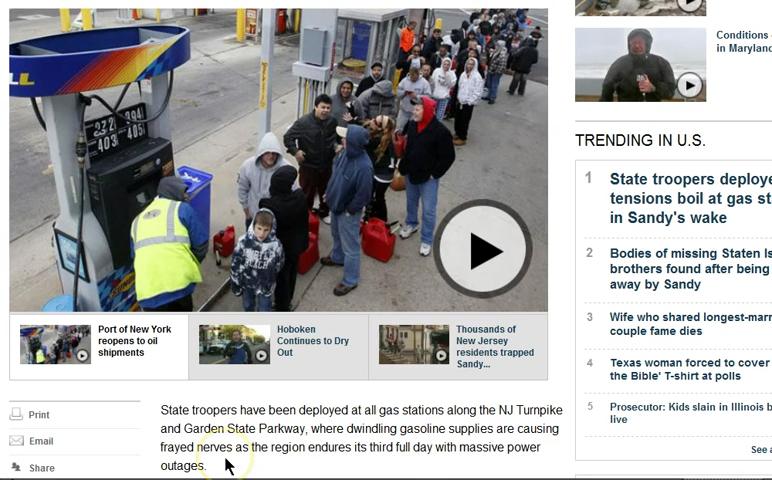 LL
Conditions
in Maryland
TRENDING IN U.S.
1 State troopers
tensions boil at gas
in Sandy's wake
2 Bodies of missing Staten
brothers found after being
away by Sandy
3 Wife who shared
couple fame dies
4 Texas woman forced to cover
the Bible' T-shirt at polls
5 Prosecutor: Kids slain in Illinois
live
See
Port of New York
reopens to oil
shipments
Hoboken
Continues to Dry
Out
Thousands of
New Jersey
residents trapped
Sandy...
Print
Email
Share
State troopers have been deployed at all gas stations along the NJ Turnpike
and Garden State Parkway, where dwindling gasoline supplies are causing
frayed nerves as the region endures its third full day with massive power
outages.